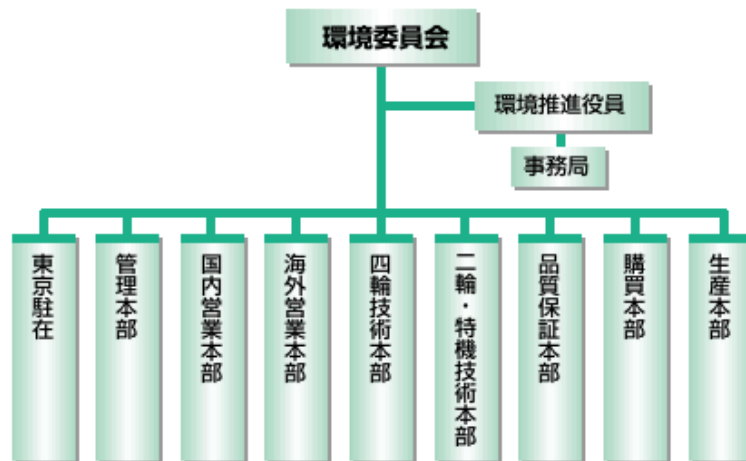 環境委員会
環境推進役員
事務局
東京駐在
管理本部
国内営業本部
海外営業本部
四輪技術本部
二輪・特機技術本部
品質保証本部
購買本部
生産本部